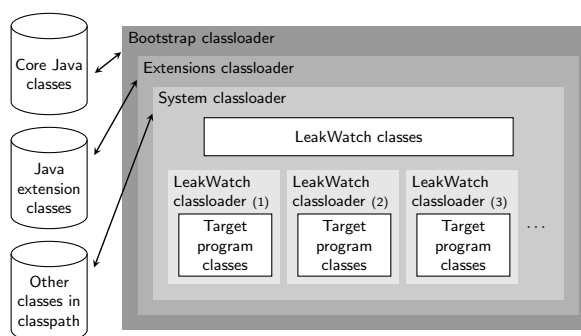 Core Java
classes
Java
extension
classes
Other
classes in
classpath
Bootstrap classloader
Extensions classloader
System classloader
LeakWatch classes
LeakWatch
classloader (1)
Target
program
classes
LeakWatch
classloader (2)
Target
program
classes
LeakWatch
classloader (3)
Target
program
classes
...